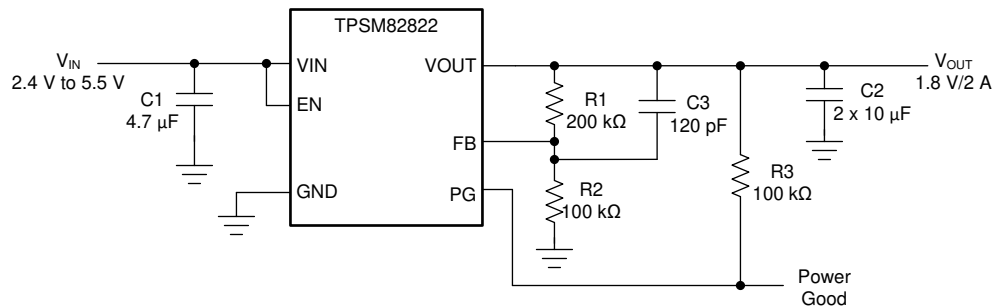 TPSM82822
VIN
2.4 V to 5.5 V
C1
4.7 µF
VIN
EN
GND
VOUT
FB
PG
R1
200 kΩ
C3
120 pF
R2
100 kΩ
R3
100 kΩ
C2
2 x 10 µF
VOUT
1.8 V/2 A
Power
Good